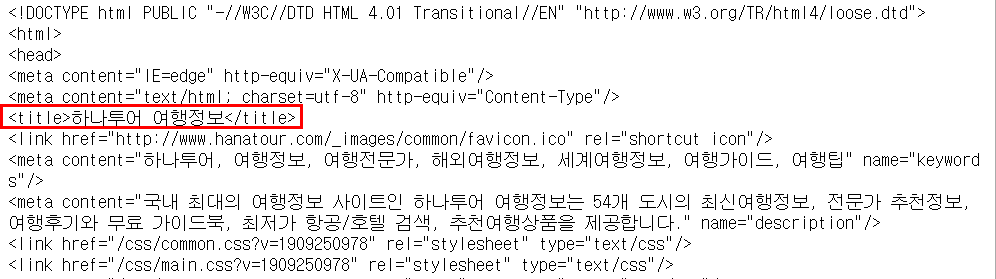 <!DOCTYPE html PUBLIC "-//W3C//DTD HTML 4.01 Transitional//EN" "http://www.w3.org/TR/html4/loose.dtd">
<html>
<head>
<meta content="IE=edge" http-equiv="X-UA-Compatible"/>
<meta content="text/html; charset=utf-8" http-equiv="Content-Type"/>
<title>하나투어 여행정보</title>
<link href="http://www.hanatour.com/_images/common/favicon.ico" rel="shortcut icon"/>
<meta content="하나투어, 여행정보, 여행전문가, 해외여행정보, 세계여행정보, 여행가이드, 여행팁" name="keyword
s"/>
<meta content="국내 최대의 여행정보 사이트인 하나투어 여행정보는 54개 도시의 최신여행정보, 전문가 추천정보,
여행후기와 무료 가이드북, 최저가 항공/호텔 검색, 추천여행상품을 제공합니다." name="description"/>
<link href="/css/common.css?v=1909250978" rel="stylesheet" type="text/css"/>
<link href="/css/main.css?v=1909250978" rel="stylesheet" type="text/css"/>